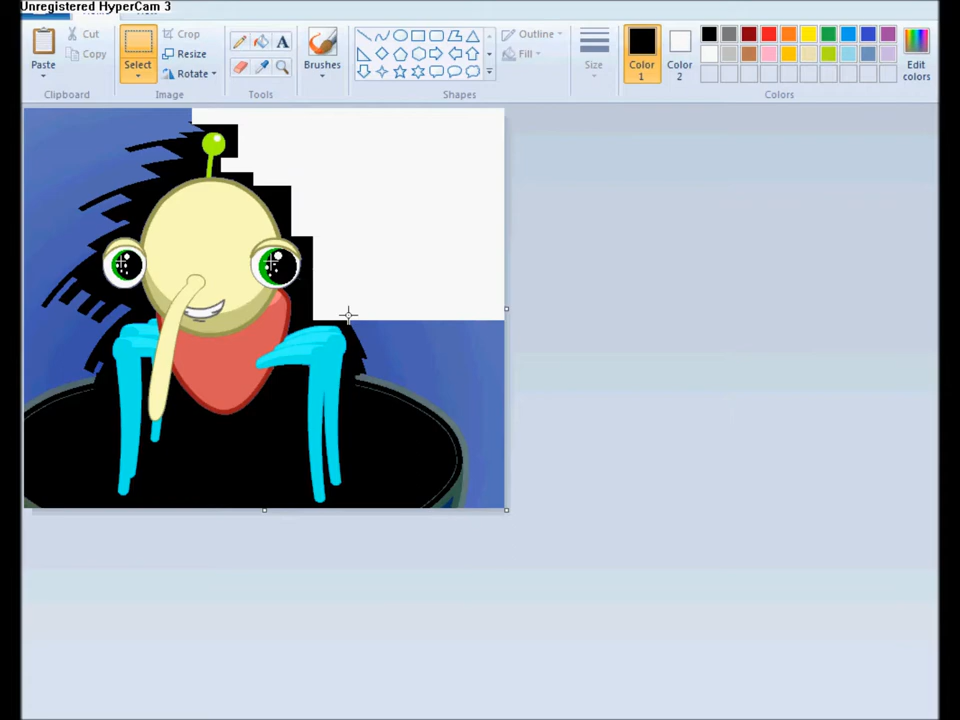 Unregistered HyperCam 3
Paste
Cut
Copy
Clipboard
Select
Crop
Resize
Rotate
Image
A
Tools
Brushes
Shapes
Outline
Fill
Size
Color
1
Color
2
Edit
colors
Colors